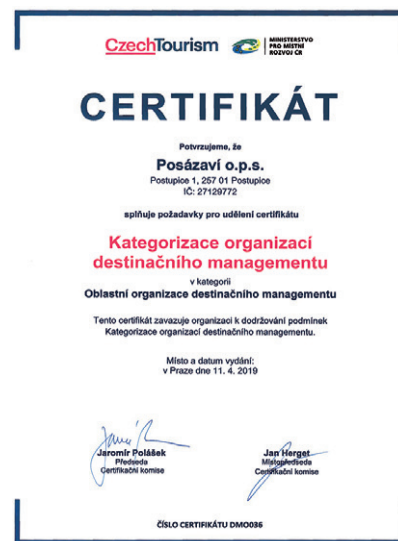 CzechTourism
MINISTERSTVO
PRO MÍSTNÍ
ROZVOJ ČR
CERTIFIKÁT
Potvrzujeme, že
Posázaví o.p.s.
Postupice 1, 257 01 Postupice
IČ: 27129772
splňuje požadavky pro udělení certifikátu
Kategorizace organizací
destinačního managementu
v kategorii
Oblastní organizace destinačního managementu
Tento certifikát zavazuje organizaci k dodržování podmínek
Kategorizace organizací destinačního managementu.
Místo a datum vydání:
v Praze dne 11. 4. 2019
Jaromír Polášek
Předseda
Certifikační komise
Jan Herget
Místopředseda
Certifikační komise
ČÍSLO CERTIFIKÁTU DMO036